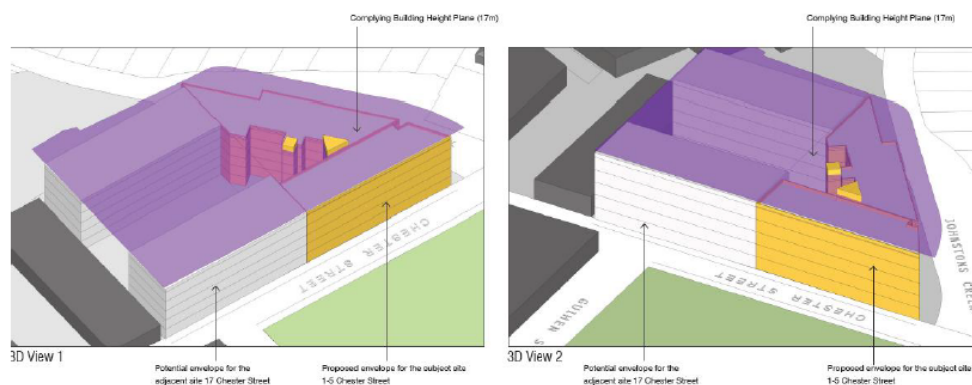 Complying Building Height Plane (17m)
CHESTER STREET
3D View 1
Potential envelope for the
adjacent site 17 Chester Street
Proposed envelope for the subject site
1-5 Chester Street
Complying Building Height Plane (17m)
JOHNSTONS CREE
CHESTER STREET
GULHEN S
3D View 2
Potential envelope for the
adjacent site 17 Chester Street
Proposed envelope for the subject site
1-5 Chester Street